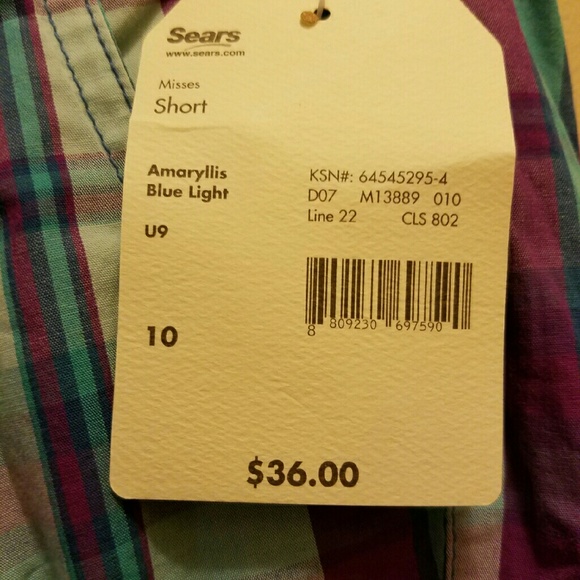 Sears
www.sears.com
Misses
Short
Amaryllis
Blue Light
U9
10
KSN#: 64545295-4
D07 M13889 010
Line 22 CLS 802
8 809230 697590
$36.00